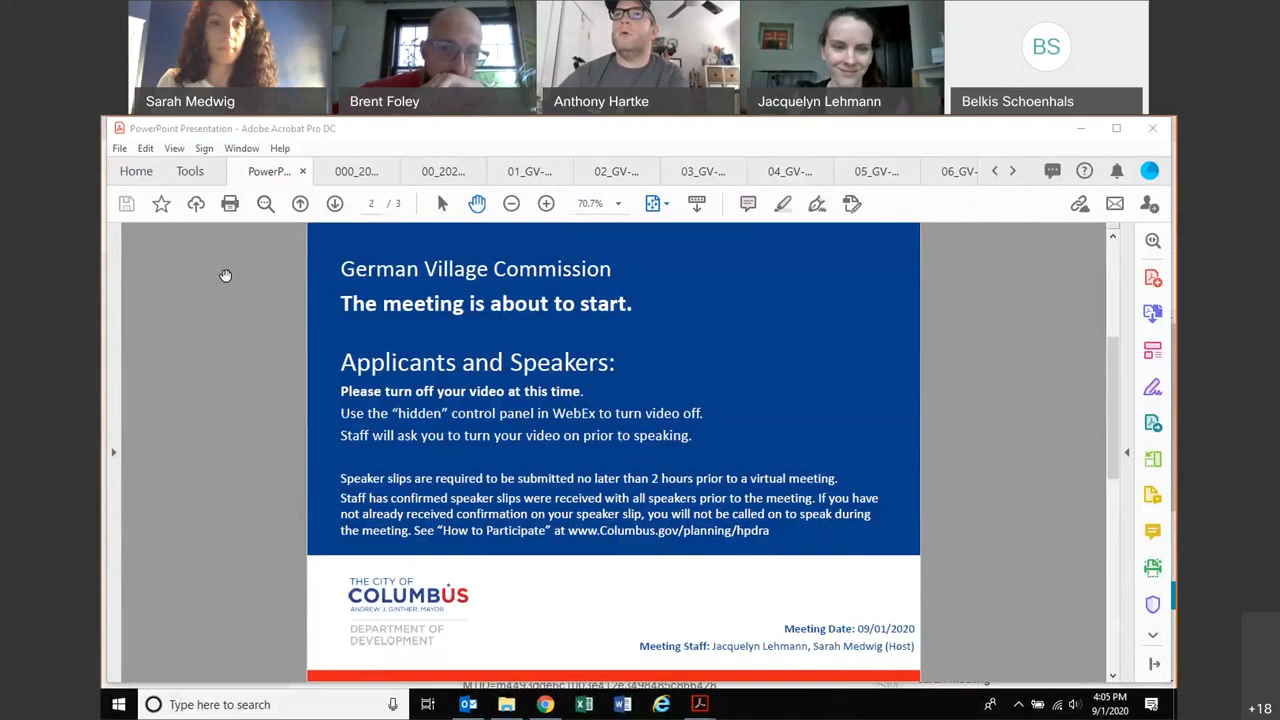 BS
Sarah Medwig
Brent Foley
Anthony Hartke
Jacquelyn Lehmann
Belkis Schoenhals
PowerPoint Presentation - Adobe Acrobat Pro DC
File Edit View Sign Window Help
Home Tools PowerP... × 000_20... 00_202... 01_GV-... 02_GV-... 03_GV-... 04_GV-... 05_GV-... 06_GV-
2 / 3 70.7%
German Village Commission
The meeting is about to start.
Applicants and Speakers:
Please turn off your video at this time.
Use the “hidden” control panel in WebEx to turn video off.
Staff will ask you to turn your video on prior to speaking.
Speaker slips are required to be submitted no later than 2 hours prior to a virtual meeting.
Staff has confirmed speaker slips were received with all speakers prior to the meeting. If you have
not already received confirmation on your speaker slip, you will not be called on to speak during
the meeting. See “How to Participate” at www.Columbus.gov/planning/hpdra
THE CITY OF
COLUMBUS
ANDREW J. GINTHER, MAYOR
DEPARTMENT OF
DEVELOPMENT
Meeting Date: 09/01/2020
Meeting Staff: Jacquelyn Lehmann, Sarah Medwig (Host)
Type here to search
4:05 PM
9/1/2020
+18